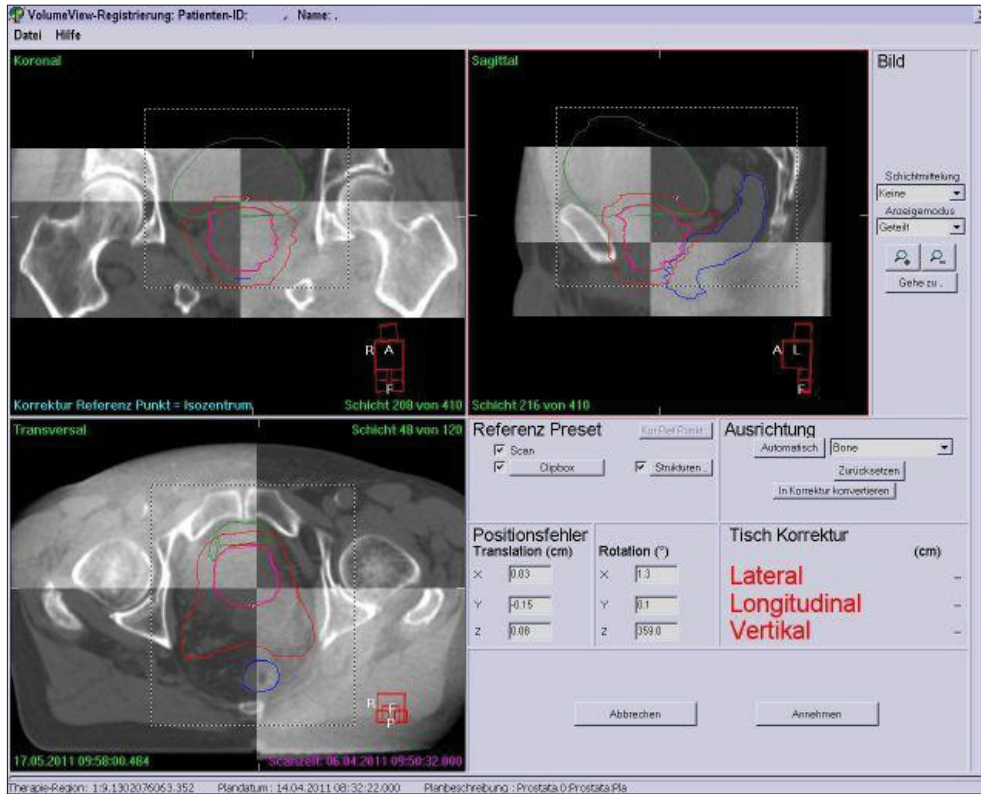 VolumeView-Registrierung: Patienten-ID: , Name: .
Datei Hilfe
Koronal
R A
F
Korrektur Referenz Punkt = Isozentrum
Schicht 208 von 410
Sagittal
A L
F
Schicht 216 von 410
Bild
Schichtmittelung
Keine
Anzeigemodus
Geteilt
Gehe zu ..
Transversal
Schicht 48 von 120
R F
P
17.05.2011 09:58:00.484
Scanzeit: 06.04.2011 09:50:32.000
Referenz Preset
Kor.Ref.Punkt
Scan
Clipbox
Strukturen ..
Ausrichtung
Automatisch
Bone
Zurücksetzen
In Korrektur konvertieren
Positionsfehler
Translation (cm)
X 0.03
Y -0.15
Z 0.08
Rotation (°)
X 1.3
Y 0.1
Z 359.0
Tisch Korrektur
(cm)
Lateral --
Longitudinal --
Vertikal --
Abbrechen
Annehmen
Therapie-Region: 1:9.1302076063.352 Plandatum : 14.04.2011 08:32:22.000 Planbeschreibung : Prostata.0:Prostata:Pla